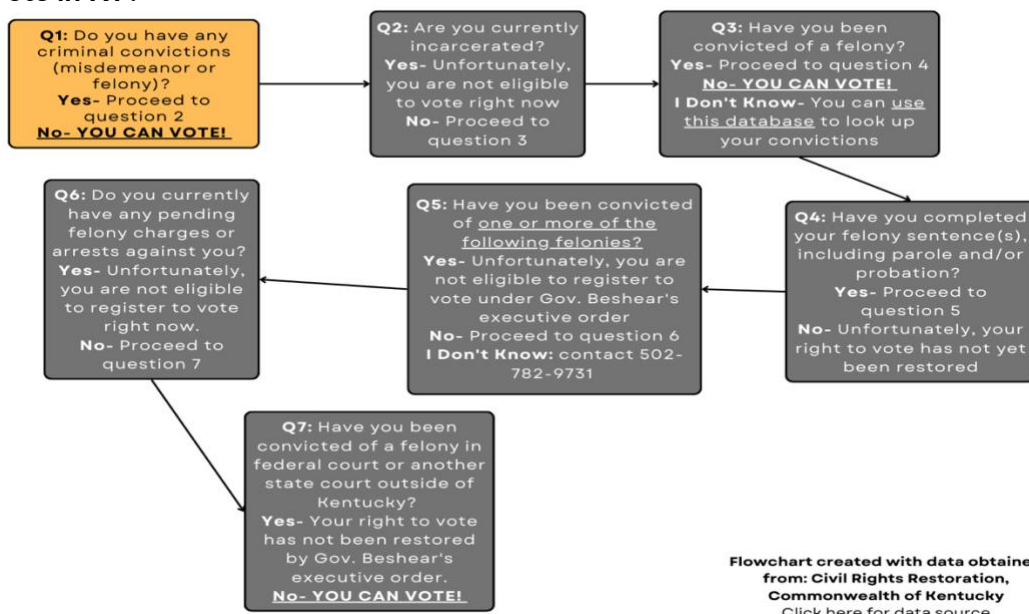 Q1: Do you have any
criminal convictions
(misdemeanor or
felony)?
Yes- Proceed to
question 2
No- YOU CAN VOTE!
Q2: Are you currently
incarcerated?
Yes- Unfortunately,
you are not eligible
to vote right now
No- Proceed to
question 3
Q3: Have you been
convicted of a felony?
Yes- Proceed to question 4
No- YOU CAN VOTE!
I Don't Know- You can use
this database to look up
your convictions
Q4: Have you completed
your felony sentence(s),
including parole and/or
probation?
Yes- Proceed to
question 5
No- Unfortunately, your
right to vote has not yet
been restored
Q5: Have you been convicted
of one or more of the
following felonies?
Yes- Unfortunately, you are
not eligible to register to
vote under Gov. Beshear's
executive order
No- Proceed to question 6
I Don't Know: contact 502-
782-9731
Q6: Do you currently
have any pending
felony charges or
arrests against you?
Yes- Unfortunately,
you are not eligible
to register to vote
right now.
No- Proceed to
question 7
Q7: Have you been
convicted of a felony in
federal court or another
state court outside of
Kentucky?
Yes- Your right to vote
has not been restored
by Gov. Beshear's
executive order.
No- YOU CAN VOTE!
Flowchart created with data obtaine
from: Civil Rights Restoration,
Commonwealth of Kentucky
Click here for data source